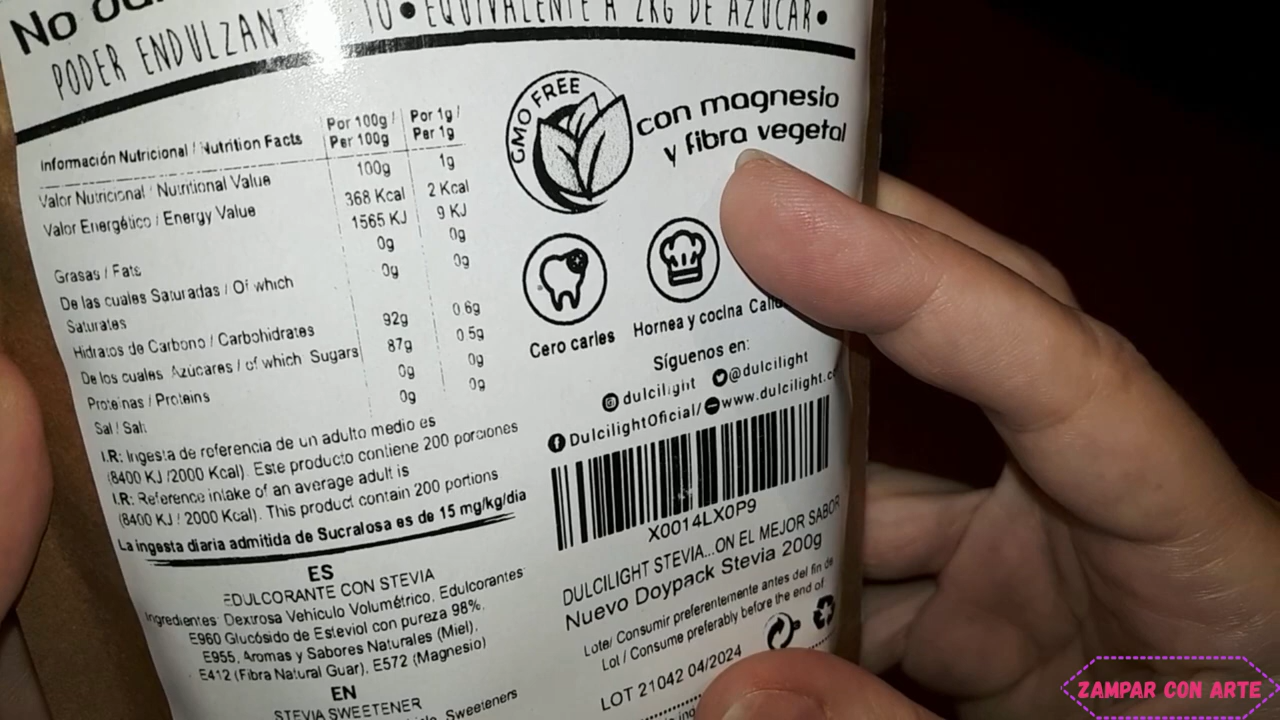 No
PODER ENDULZANT 10 • EQUIVALENTE A 2KG DE AZÚCAR •
Información Nutricional / Nutrition Facts Por 100g / Per 100g Por 1g / Per 1g
Valor Nutricional / Nutritional Value 100g 1g
Valor Energético / Energy Value 368 Kcal 2 Kcal
1565 KJ 9 KJ
Grasas / Fats 0g 0g
De las cuales Saturadas / Of which Saturates 0g 0g
Hidratos de Carbono / Carbohidrates 92g 0.6g
De los cuales Azúcares / of which Sugars 87g 0.5g
Proteinas / Proteins 0g 0g
Sal / Salt 0g 0g
I.R: Ingesta de referencia de un adulto medio es
(8400 KJ /2000 Kcal). Este producto contiene 200 porciones
I.R: Reference intake of an average adult is
(8400 KJ / 2000 Kcal). This product contain 200 portions
La ingesta diaria admitida de Sucralosa es de 15 mg/kg/dia
ES
EDULCORANTE CON STEVIA
Ingredientes: Dextrosa Vehículo Volumétrico, Edulcorantes:
E960 Glucósido de Esteviol con pureza 98%,
E955, Aromas y Sabores Naturales (Miel),
E412 (Fibra Natural Guar), E572 (Magnesio)
EN
STEVIA SWEETENER
Sweeteners
GMO FREE
con magnesio
y fibra vegetal
Cero caries
Hornea y cocina
Síguenos en:
dulcilight @dulcilight
DulcilightOficial/ www.dulcilight.c
X0014LX0P9
DULCILIGHT STEVIA...ON EL MEJOR SABOR
Nuevo Doypack Stevia 200g
Lote/ Consumir preferentemente antes del fin de
Lot / Consume preferably before the end of:
LOT 21042 04/2024
ZAMPAR CON ARTE